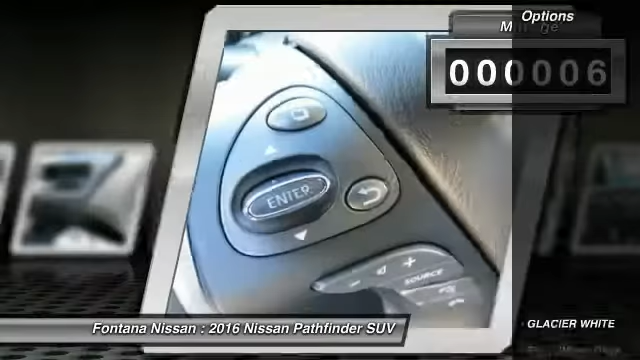 Options
000006
ENTER
SOURCE
Fontana Nissan : 2016 Nissan Pathfinder SUV
GLACIER WHITE